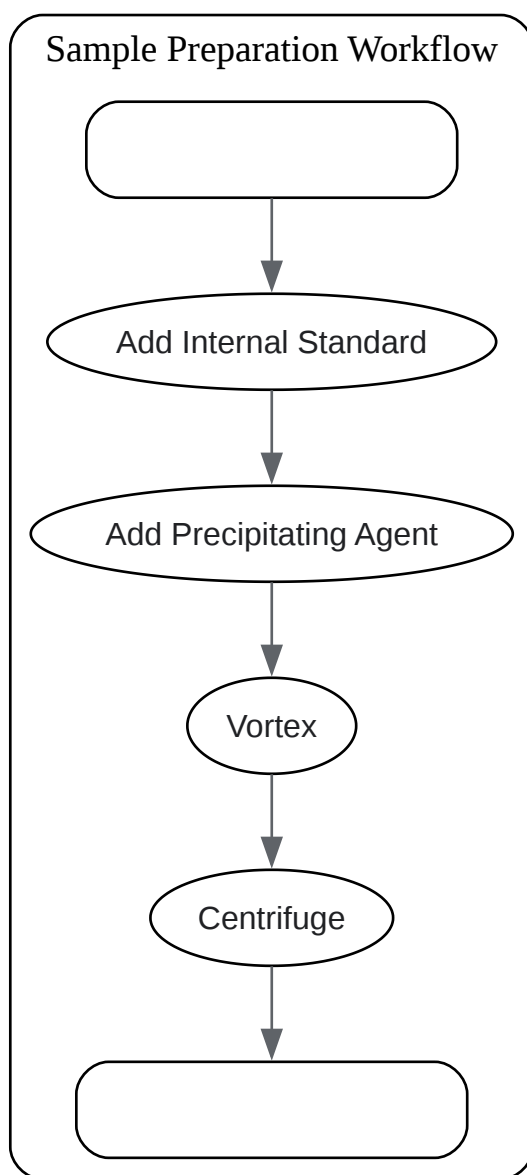 Sample Preparation Workflow
Add Internal Standard
Add Precipitating Agent
Vortex
Centrifuge